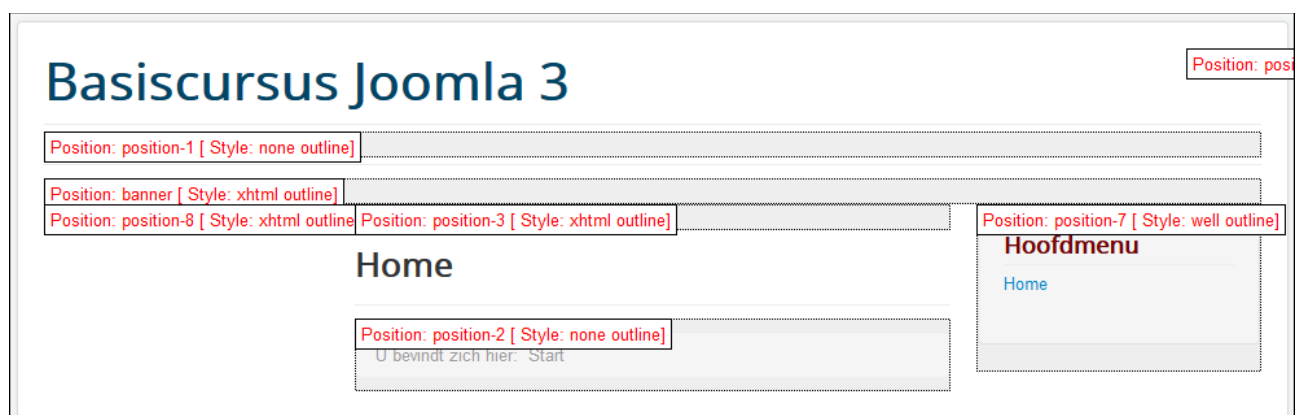 Basiscursus Joomla 3
Position: posi
Position: position-1 [ Style: none outline]
Position: banner [ Style: xhtml outline]
Position: position-8 [ Style: xhtml outline
Position: position-3 [ Style: xhtml outline]
Position: position-7 [ Style: well outline]
Hoofdmenu
Home
Home
Position: position-2 [ Style: none outline]
U bevindt zich hier: Start